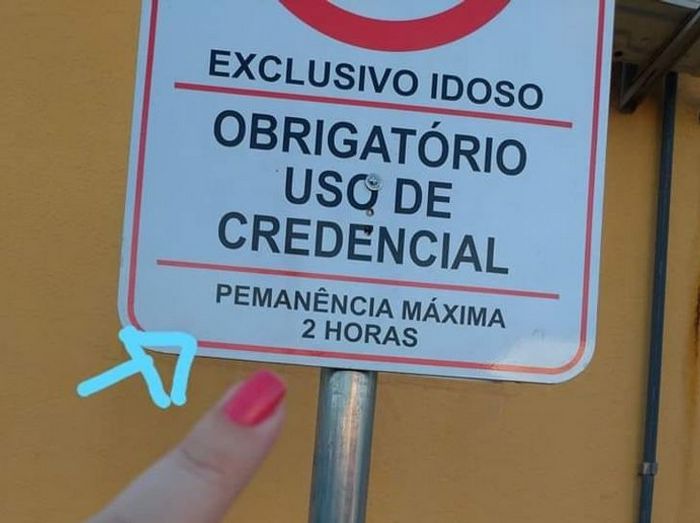 EXCLUSIVO IDOSO
OBRIGATÓRIO
USO DE
CREDENCIAL
PEMANÊNCIA MÁXIMA
2 HORAS